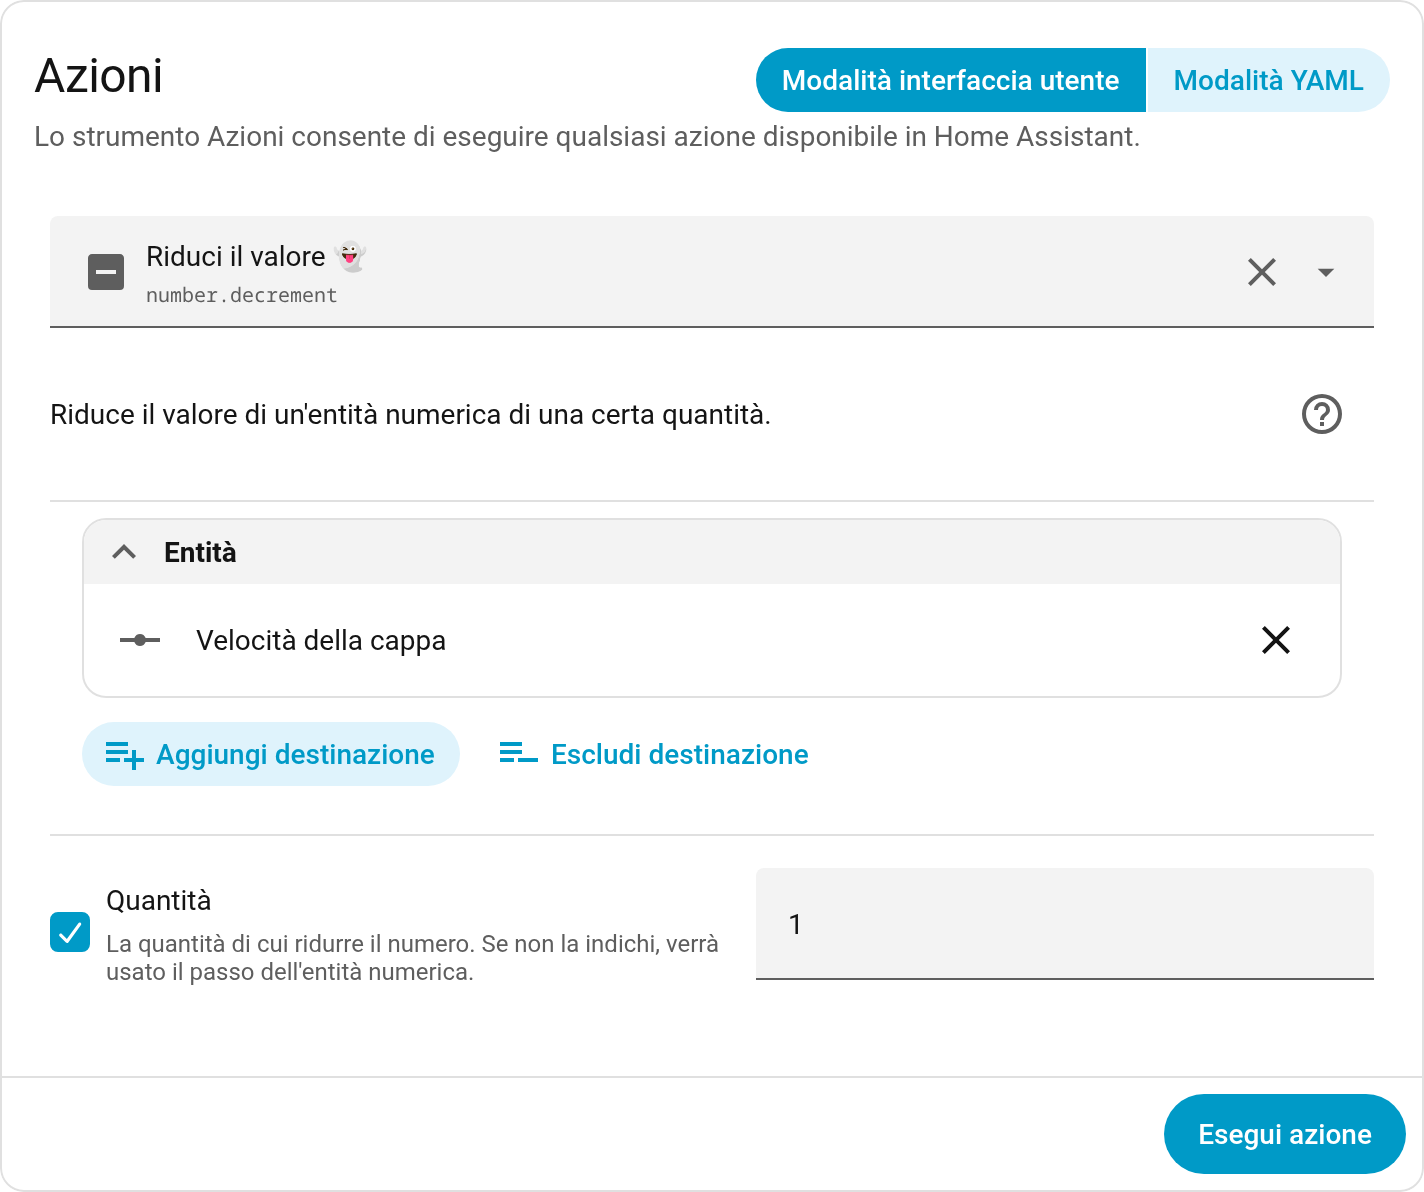 Azioni
Modalità interfaccia utente
Modalità YAML
Lo strumento Azioni consente di eseguire qualsiasi azione disponibile in Home Assistant.
Riduci il valore 👻
number.decrement
Riduce il valore di un'entità numerica di una certa quantità.
Entità
Velocità della cappa
Aggiungi destinazione
Escludi destinazione
Quantità
La quantità di cui ridurre il numero. Se non la indichi, verrà
usato il passo dell'entità numerica.
1
Esegui azione